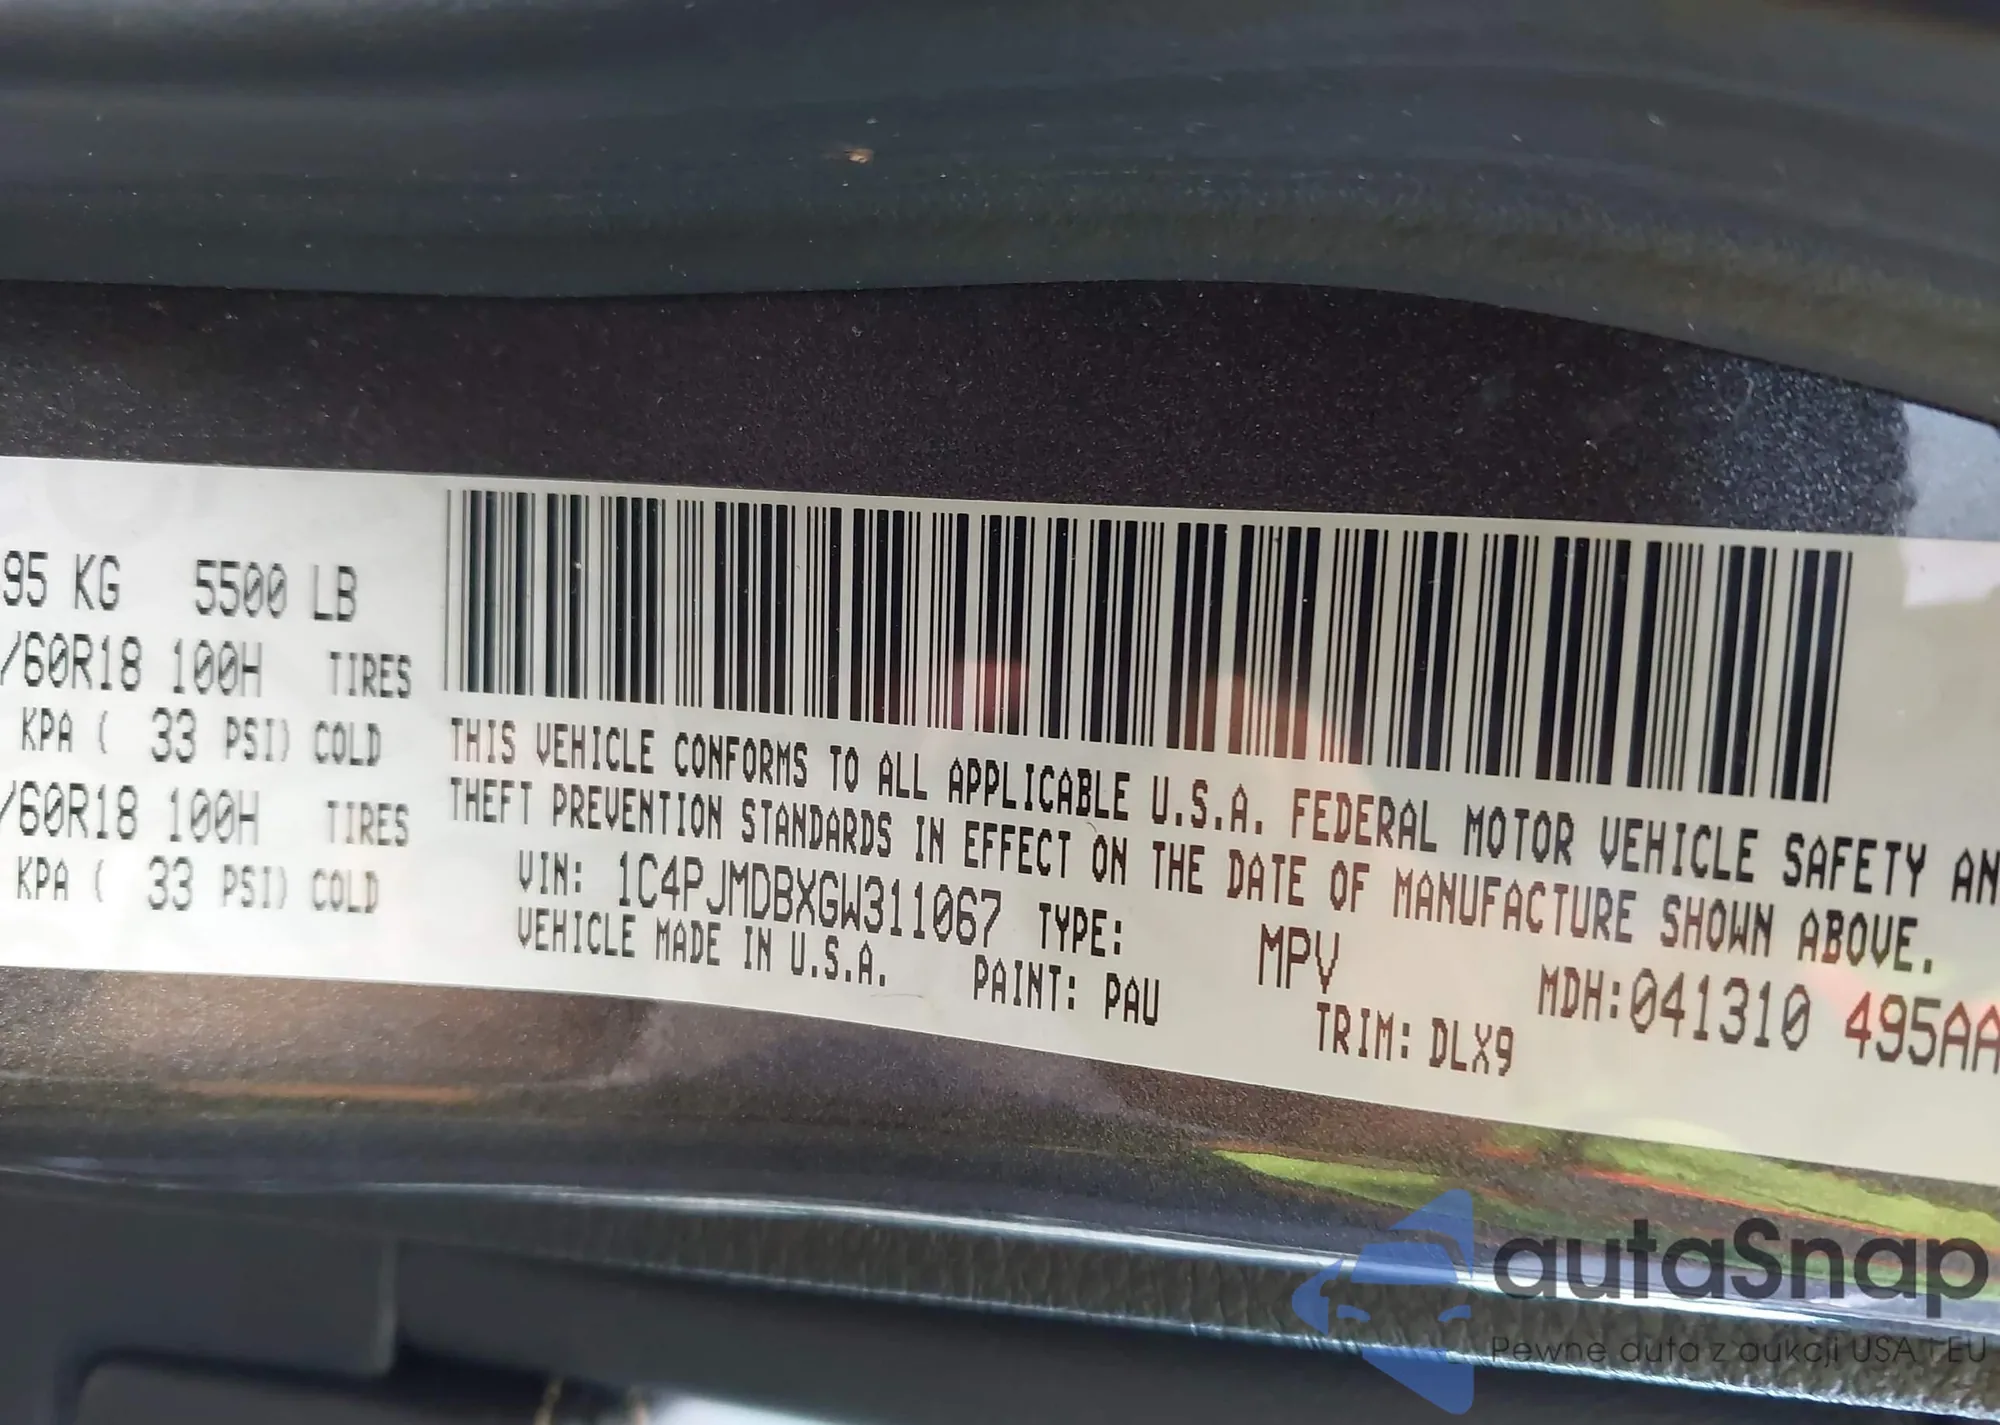 95 KG 5500 LB
/60R18 100H TIRES
KPA ( 33 PSI) COLD
/60R18 100H TIRES
KPA ( 33 PSI) COLD
THIS VEHICLE CONFORMS TO ALL APPLICABLE U.S.A. FEDERAL MOTOR VEHICLE SAFETY AN
THEFT PREVENTION STANDARDS IN EFFECT ON THE DATE OF MANUFACTURE SHOWN ABOVE.
VIN: 1C4PJMDBXGW311067 TYPE: MPV MDH:041310 495AA
VEHICLE MADE IN U.S.A. PAINT: PAU TRIM: DLX9
autaSnap
Pewne auta z aukcji USA i EU